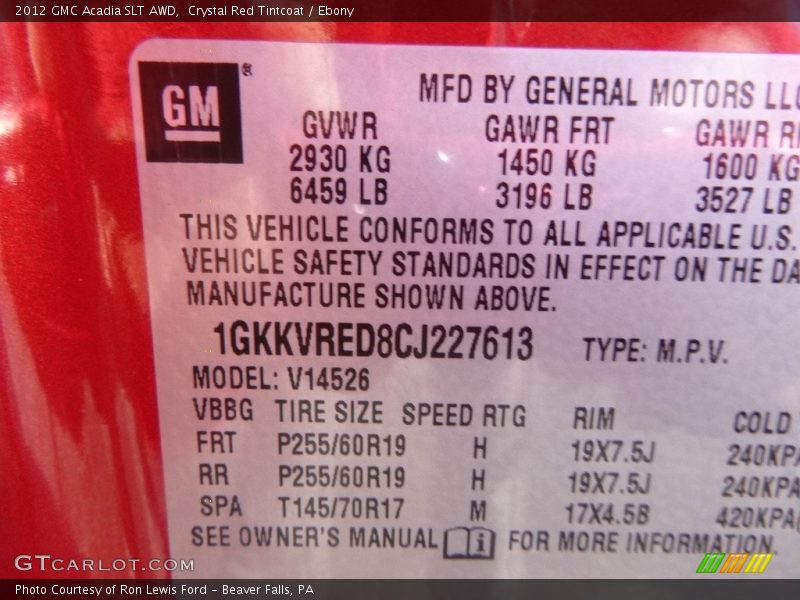 2012 GMC Acadia SLT AWD, Crystal Red Tintcoat / Ebony
GM ®
MFD BY GENERAL MOTORS LLC
GVWR GAWR FRT GAWR R
2930 KG 1450 KG 1600 KG
6459 LB 3196 LB 3527 LB
THIS VEHICLE CONFORMS TO ALL APPLICABLE U.S.
VEHICLE SAFETY STANDARDS IN EFFECT ON THE DA
MANUFACTURE SHOWN ABOVE.
1GKKVRED8CJ227613 TYPE: M.P.V.
MODEL: V14526
VBBG TIRE SIZE SPEED RTG RIM COLD
FRT P255/60R19 H 19X7.5J 240KPA
RR P255/60R19 H 19X7.5J 240KPA
SPA T145/70R17 M 17X4.5B 420KPA(
SEE OWNER'S MANUAL i FOR MORE INFORMATION.
GTCARLOT.COM
Photo Courtesy of Ron Lewis Ford – Beaver Falls, PA